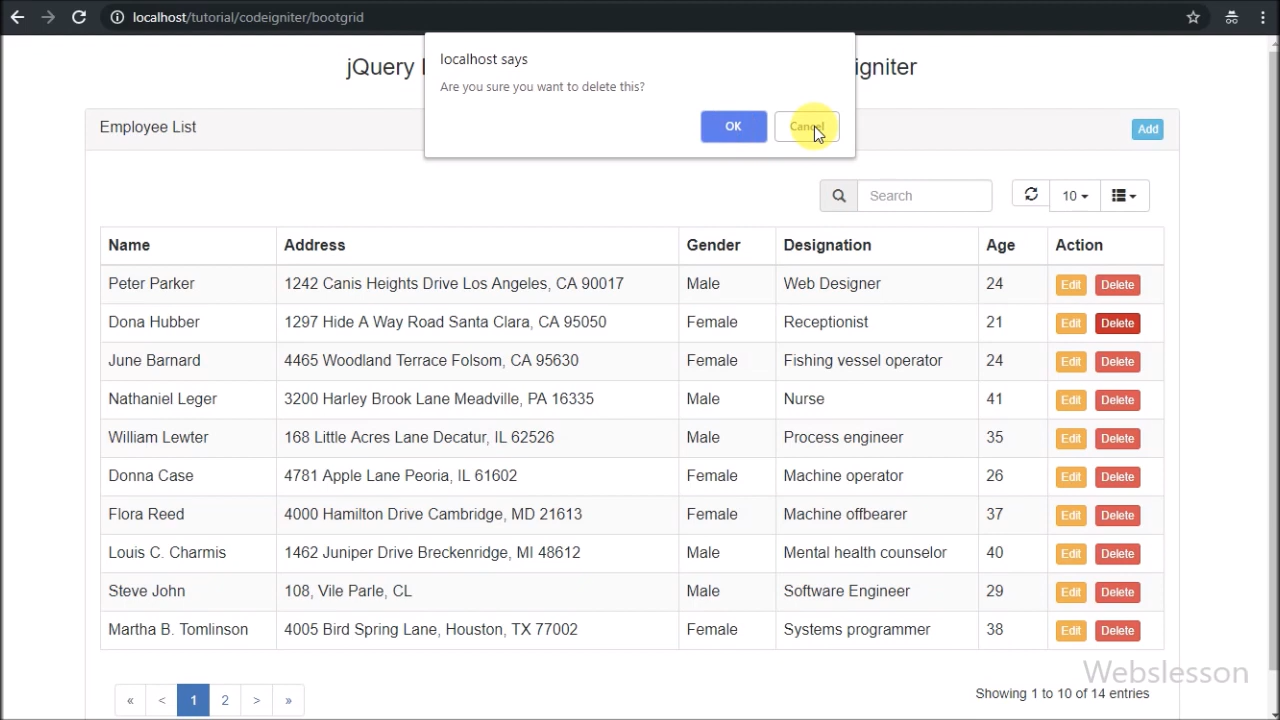 localhost/tutorial/codeigniter/bootgrid
localhost says
Are you sure you want to delete this?
OK Cancel
jQuery igniter
Employee List Add
Search 10
Name Address Gender Designation Age Action
Peter Parker 1242 Canis Heights Drive Los Angeles, CA 90017 Male Web Designer 24 Edit Delete
Dona Hubber 1297 Hide A Way Road Santa Clara, CA 95050 Female Receptionist 21 Edit Delete
June Barnard 4465 Woodland Terrace Folsom, CA 95630 Female Fishing vessel operator 24 Edit Delete
Nathaniel Leger 3200 Harley Brook Lane Meadville, PA 16335 Male Nurse 41 Edit Delete
William Lewter 168 Little Acres Lane Decatur, IL 62526 Male Process engineer 35 Edit Delete
Donna Case 4781 Apple Lane Peoria, IL 61602 Female Machine operator 26 Edit Delete
Flora Reed 4000 Hamilton Drive Cambridge, MD 21613 Female Machine offbearer 37 Edit Delete
Louis C. Charmis 1462 Juniper Drive Breckenridge, MI 48612 Male Mental health counselor 40 Edit Delete
Steve John 108, Vile Parle, CL Male Software Engineer 29 Edit Delete
Martha B. Tomlinson 4005 Bird Spring Lane, Houston, TX 77002 Female Systems programmer 38 Edit Delete
Webslesson
« < 1 2 > » Showing 1 to 10 of 14 entries